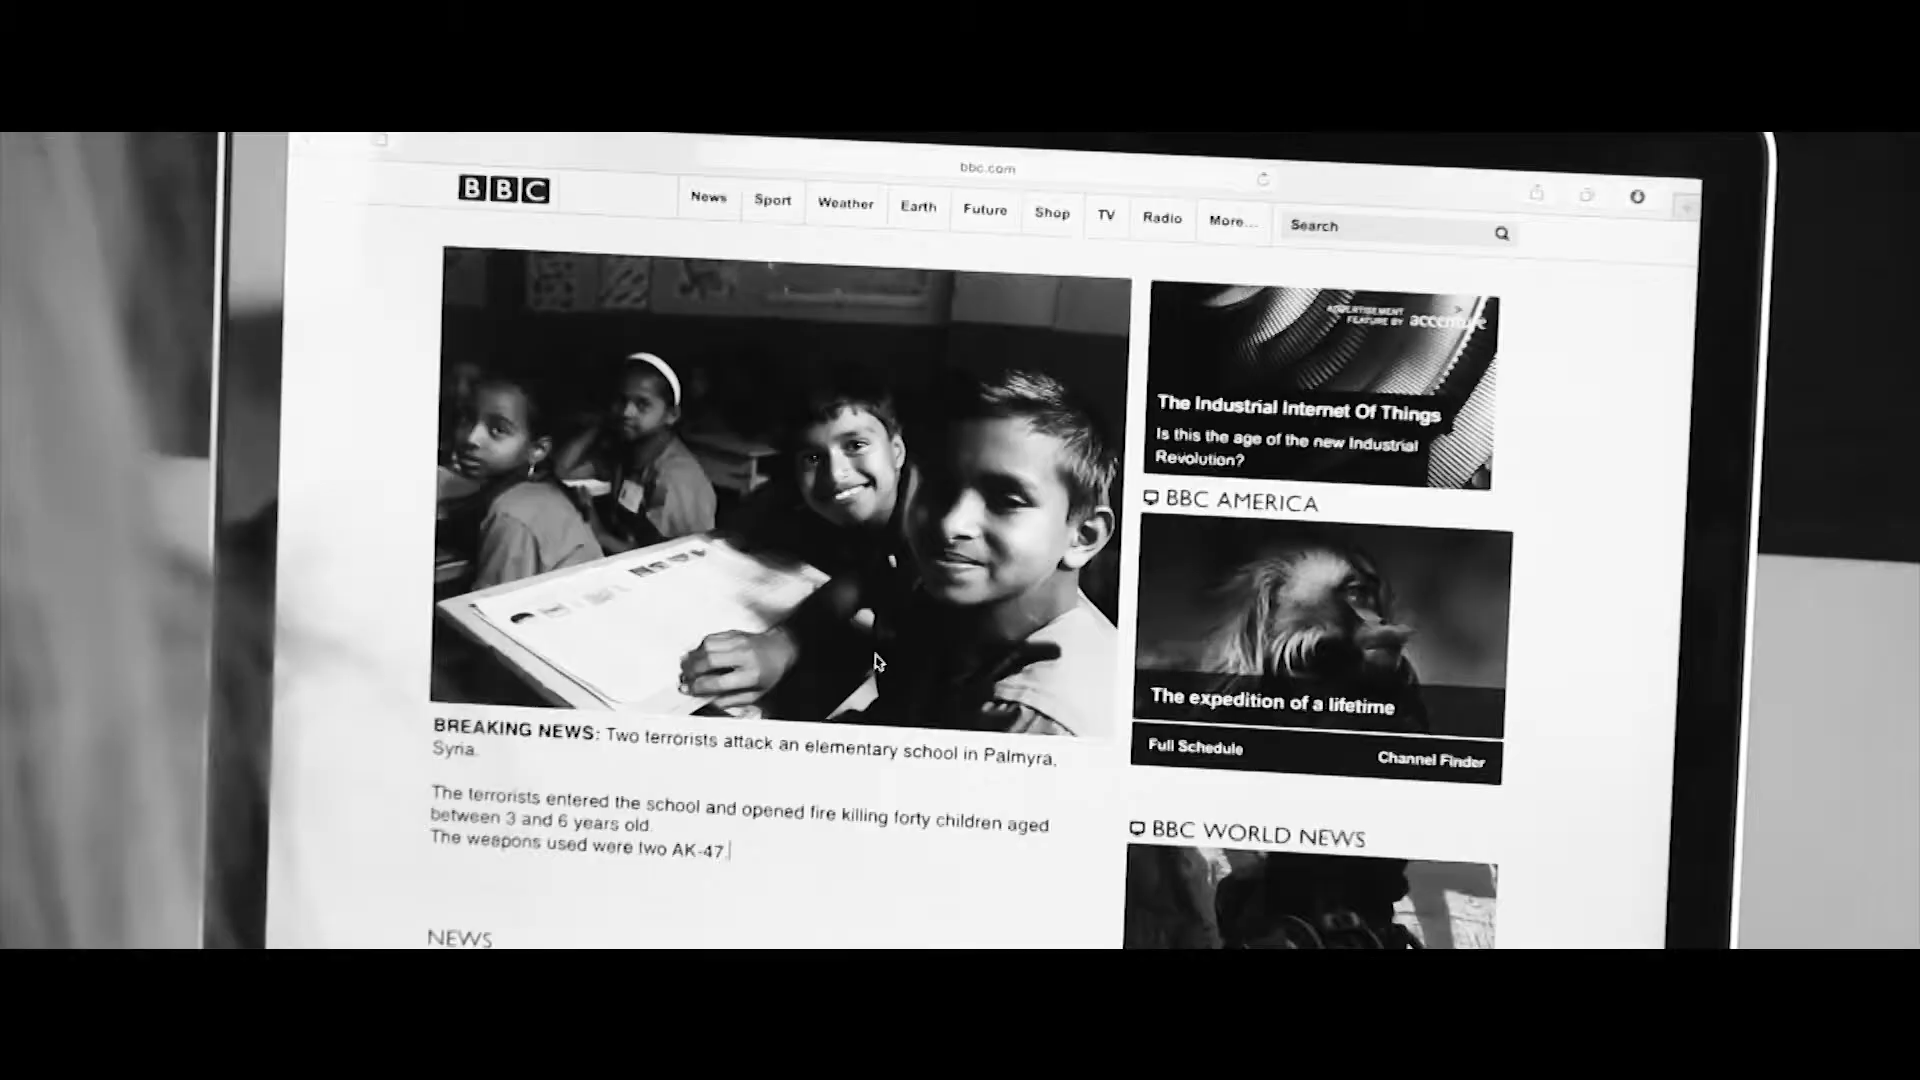 bbc.com
BBC
News
Sport
Weather
Earth
Future
Shop
TV
Radio
More...
Search
ADVERTISEMENT
FEATURE BY accenture
The Industrial Internet Of Things
Is this the age of the new Industrial
Revolution?
BBC AMERICA
The expedition of a lifetime
Full Schedule
Channel Finder
BREAKING NEWS: Two terrorists attack an elementary school in Palmyra,
Syria.
The terrorists entered the school and opened fire killing forty children aged
between 3 and 6 years old.
The weapons used were two AK-47.
BBC WORLD NEWS
NEWS